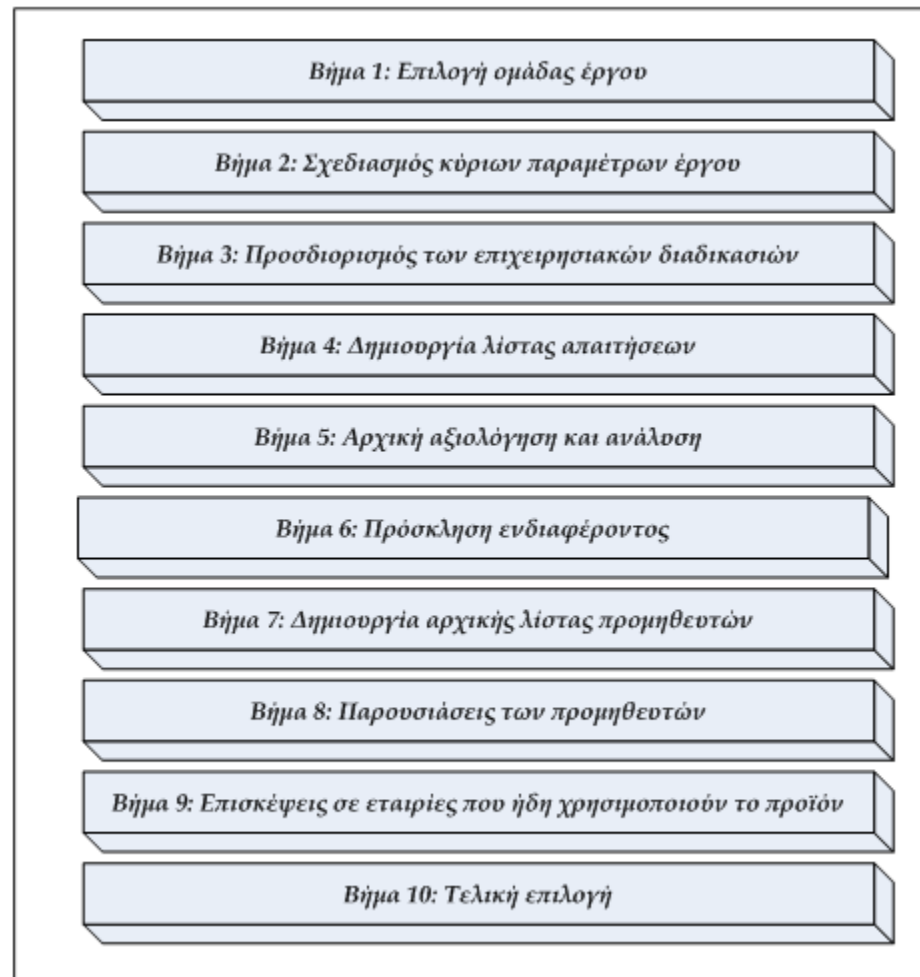 Βήμα 1: Επιλογή ομάδας έργου
Βήμα 2: Σχεδιασμός κύριων παραμέτρων έργου
Βήμα 3: Προσδιορισμός των επιχειρησιακών διαδικασιών
Βήμα 4: Δημιουργία λίστας απαιτήσεων
Βήμα 5: Αρχική αξιολόγηση και ανάλυση
Βήμα 6: Πρόσκληση ενδιαφέροντος
Βήμα 7: Δημιουργία αρχικής λίστας προμηθευτών
Βήμα 8: Παρουσιάσεις των προμηθευτών
Βήμα 9: Επισκέψεις σε εταιρίες που ήδη χρησιμοποιούν το προϊόν
Βήμα 10: Τελική επιλογή